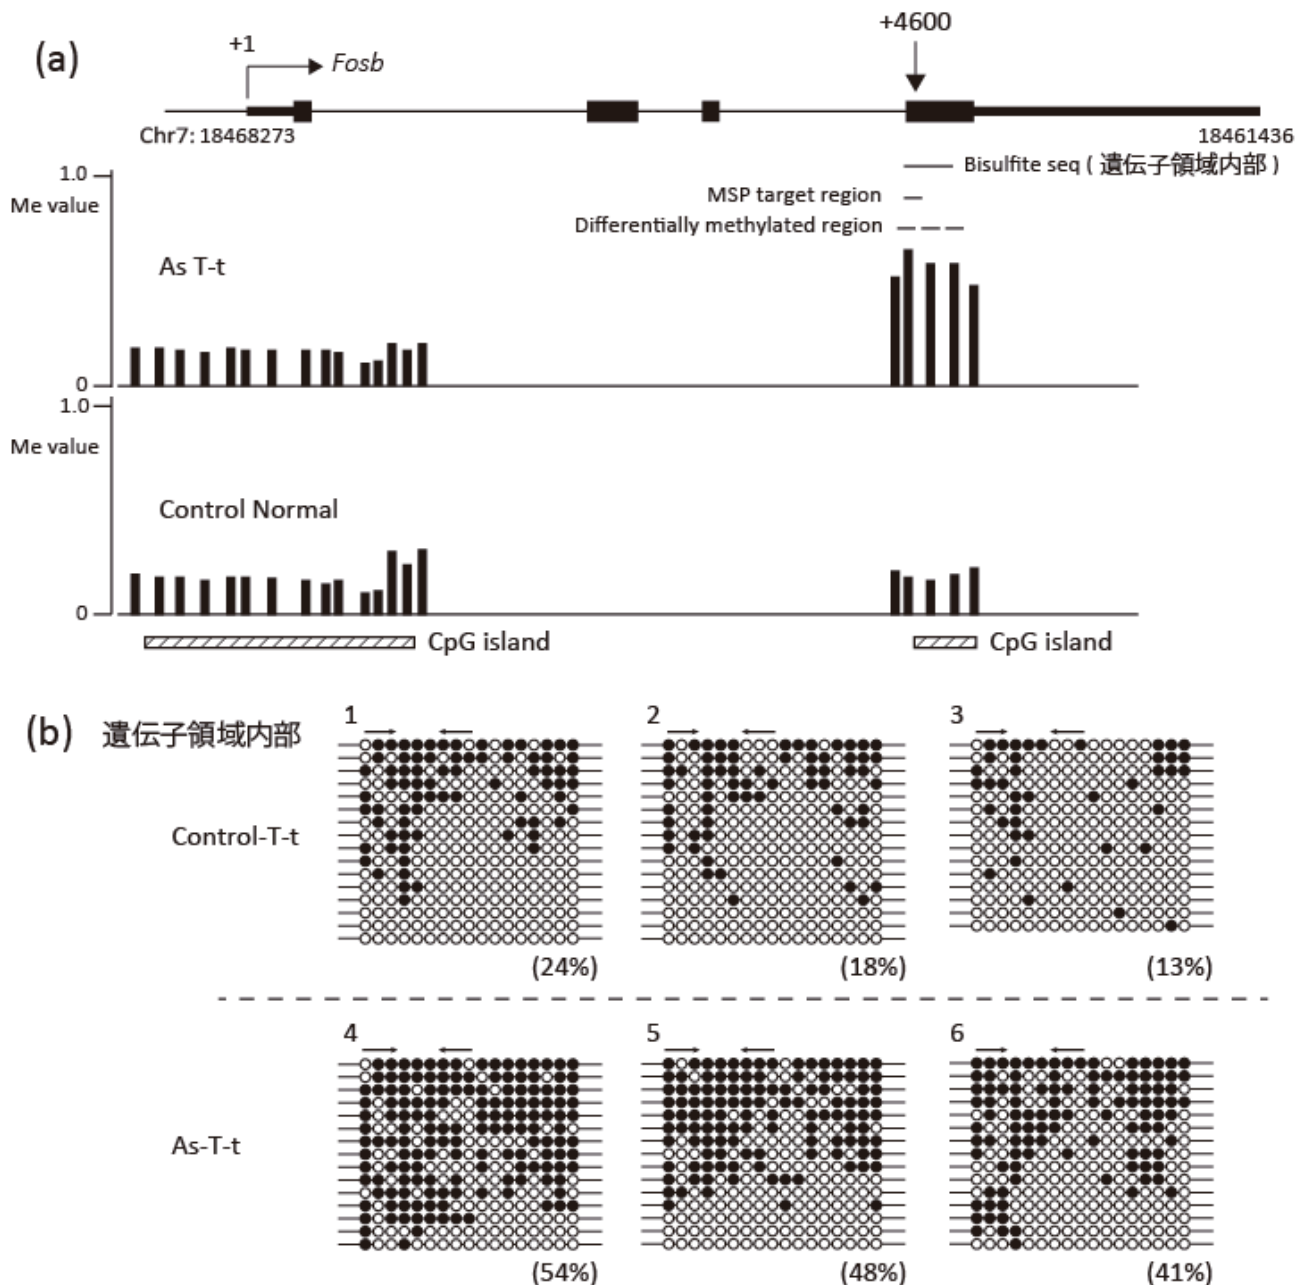 (a)
+1
Fosb
+4600
Chr7: 18468273
18461436
Bisulfite seq ( 遺伝子領域内部 )
MSP target region
Differentially methylated region
1.0
Me value
As T-t
0
1.0
Me value
Control Normal
0
CpG island
CpG island
(b) 遺伝子領域内部
1
2
3
Control-T-t
(24%)
(18%)
(13%)
4
5
6
As-T-t
(54%)
(48%)
(41%)